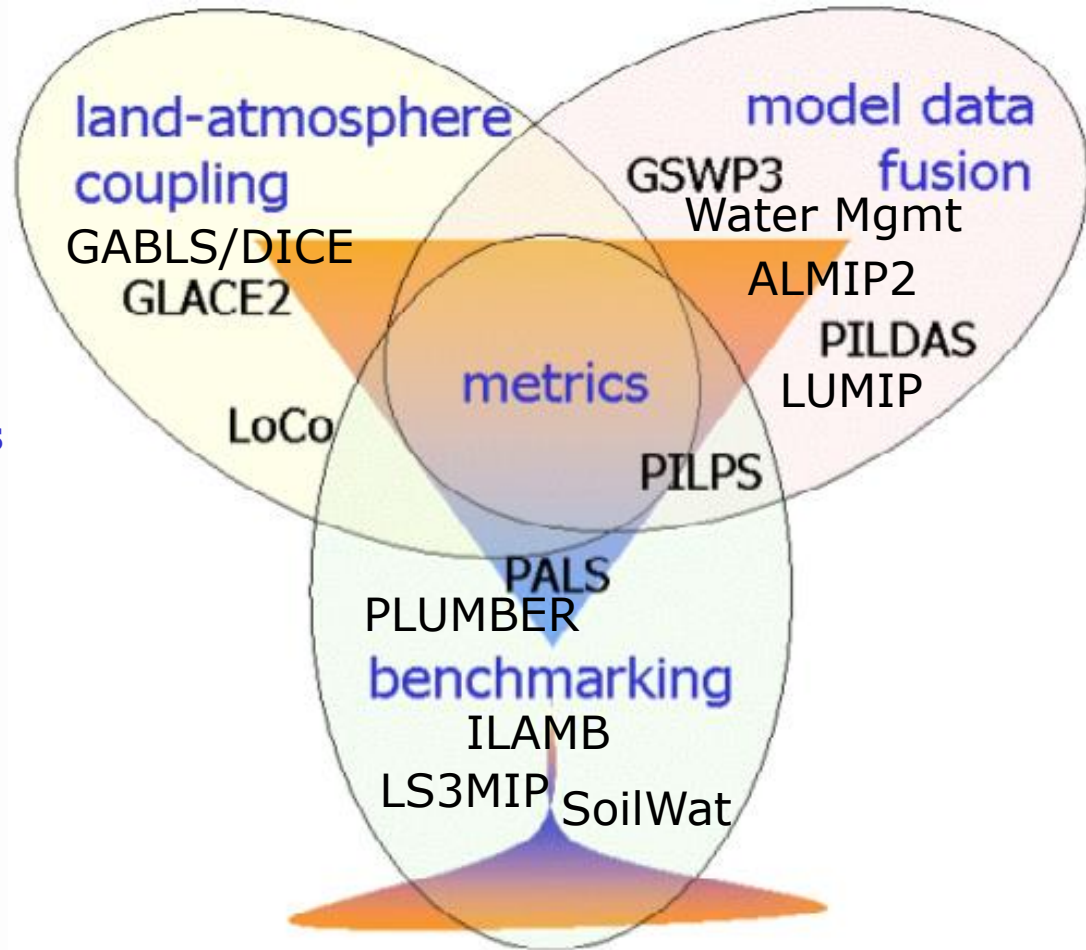 land-atmosphere
coupling
GABLS/DICE
GLACE2
LoCo
model data
fusion
GSWP3
Water Mgmt
ALMIP2
PILDAS
LUMIP
metrics
PILPS
PALS
PLUMBER
benchmarking
ILAMB
LS3MIP
SoilWat